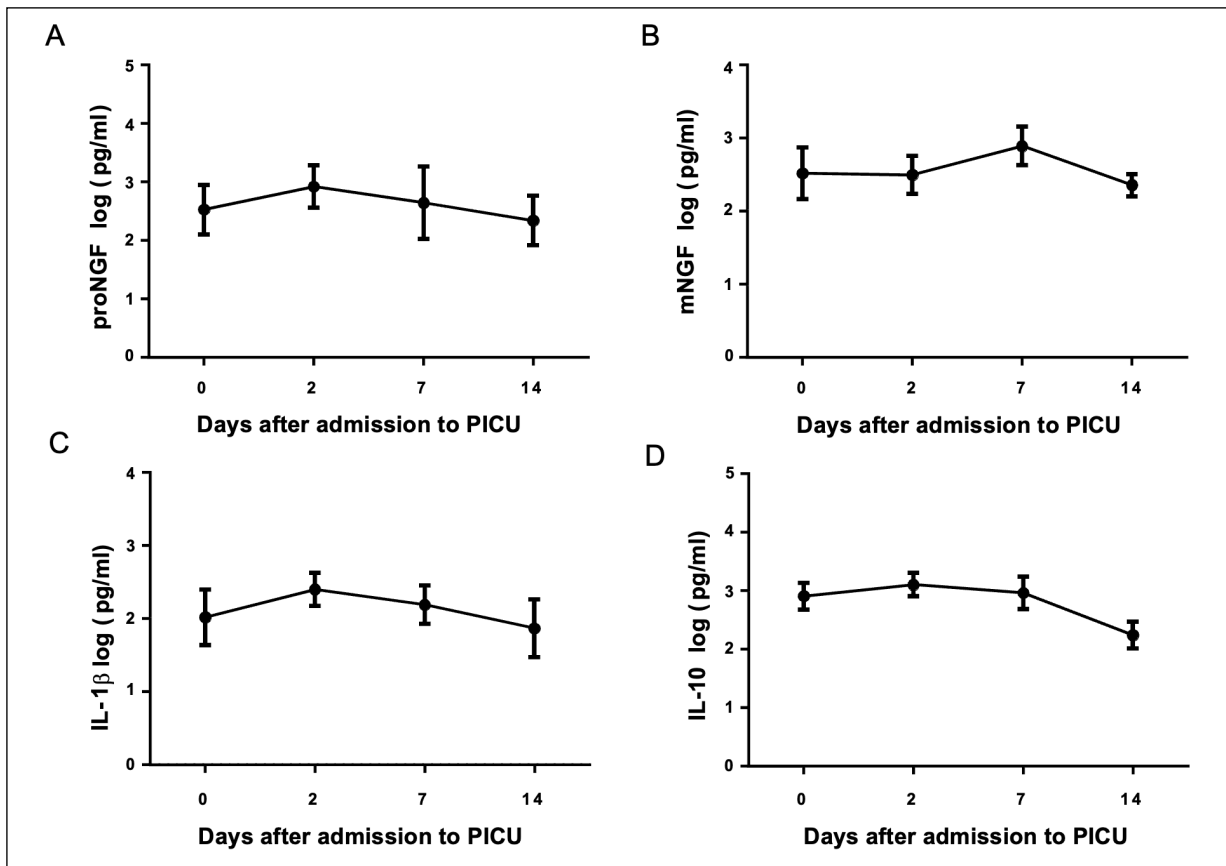 A
proNGF log ( pg/ml)
5
4
3
2
1
0
0 2 7 14
Days after admission to PICU
B
mNGF log ( pg/ml)
4
3
2
1
0
0 2 7 14
Days after admission to PICU
C
IL-1β log ( pg/ml)
4
3
2
1
0
0 2 7 14
Days after admission to PICU
D
IL-10 log ( pg/ml)
5
4
3
2
1
0
0 2 7 14
Days after admission to PICU